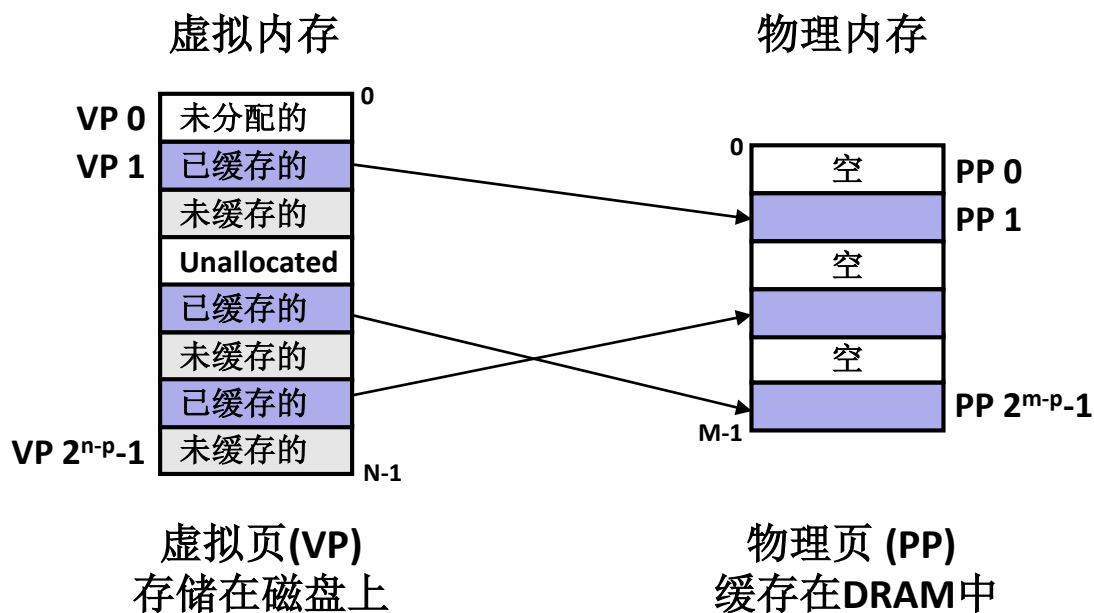 虚拟内存
物理内存
0
VP 0
未分配的
VP 1
已缓存的
未缓存的
Unallocated
已缓存的
未缓存的
已缓存的
VP 2ⁿ⁻ᵖ-1
未缓存的
N-1
0
空
PP 0
PP 1
空
空
PP 2ᵐ⁻ᵖ-1
M-1
虚拟页(VP)
存储在磁盘上
物理页 (PP)
缓存在DRAM中